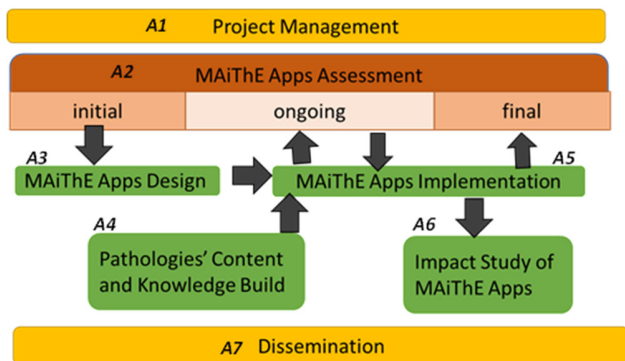 A1 Project Management
A2 MAiThE Apps Assessment
initial ongoing final
A3 A5
MAiThE Apps Design MAiThE Apps Implementation
A4 A6
Pathologies' Content
and Knowledge Build
Impact Study of
MAiThE Apps
A7 Dissemination